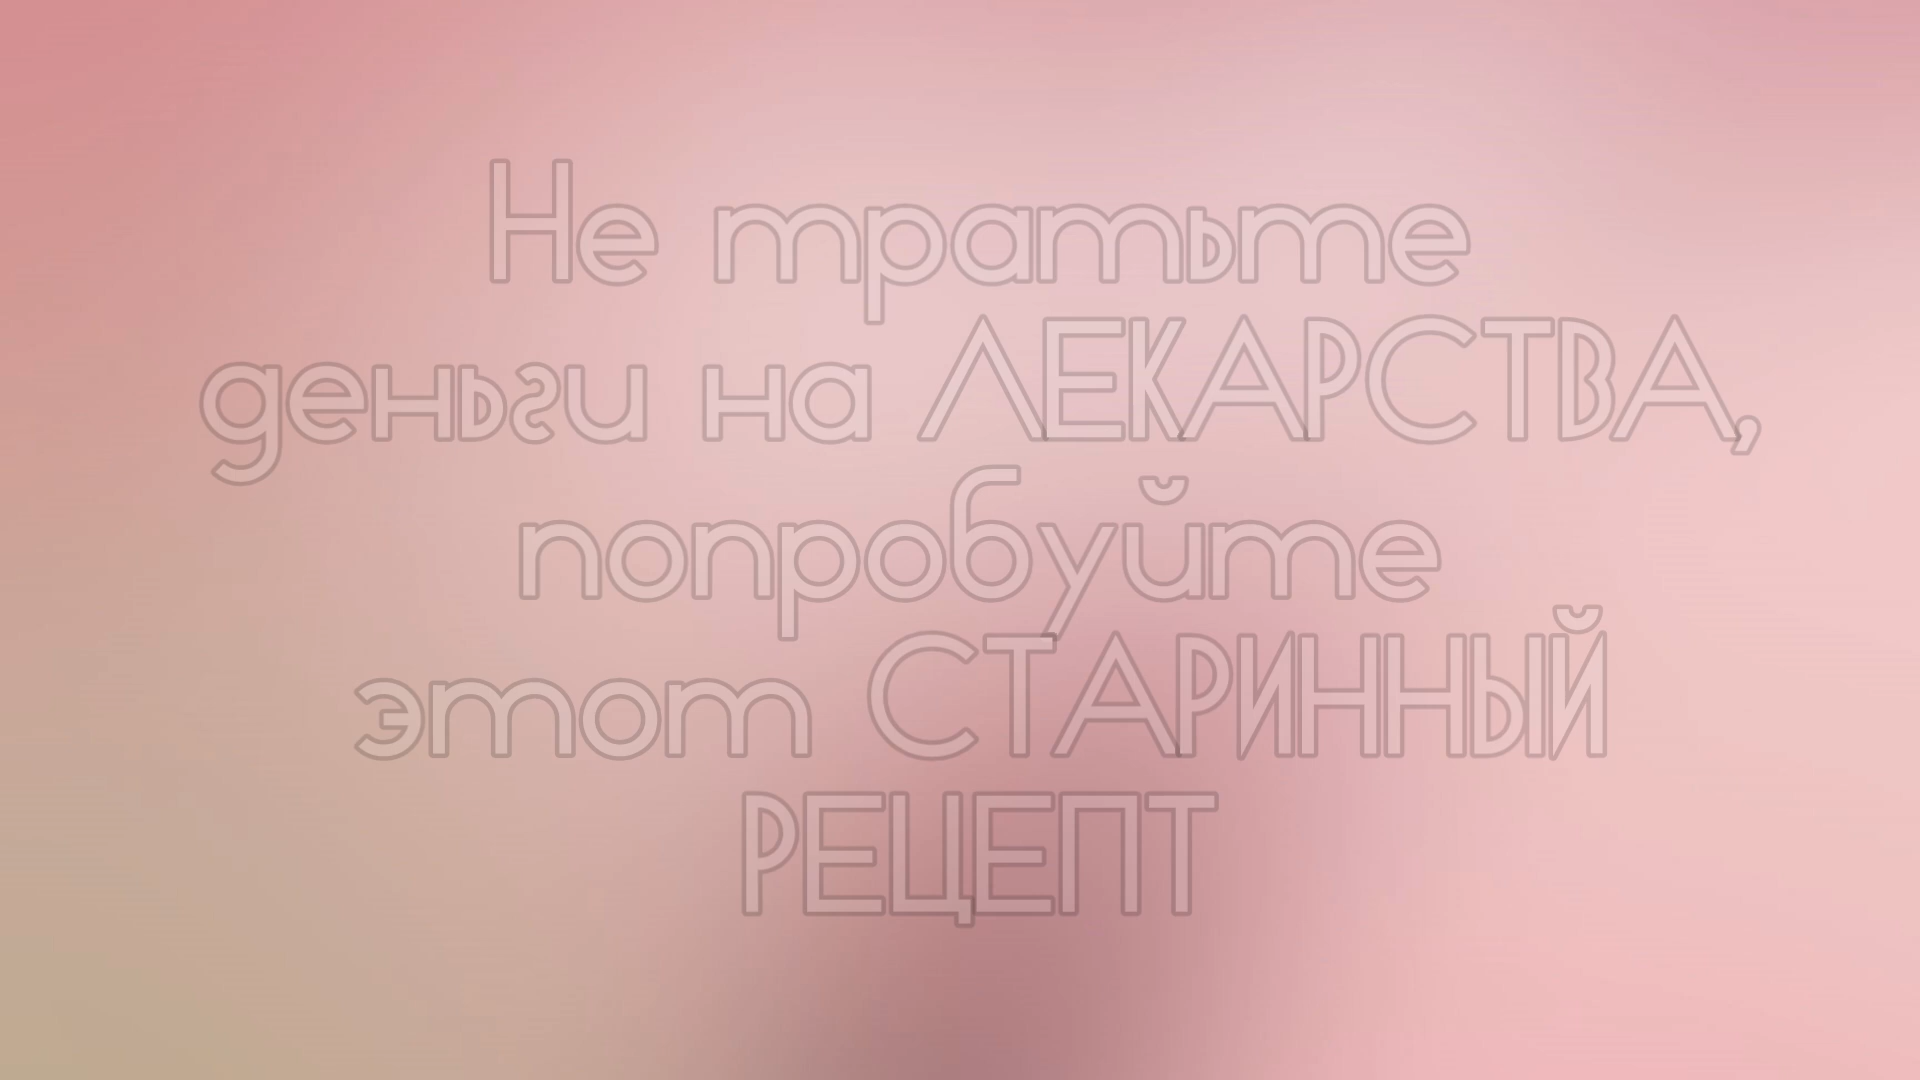 Не тратьте
деньги на ЛЕКАРСТВА,
попробуйте
этот СТАРИННЫЙ
РЕЦЕПТ